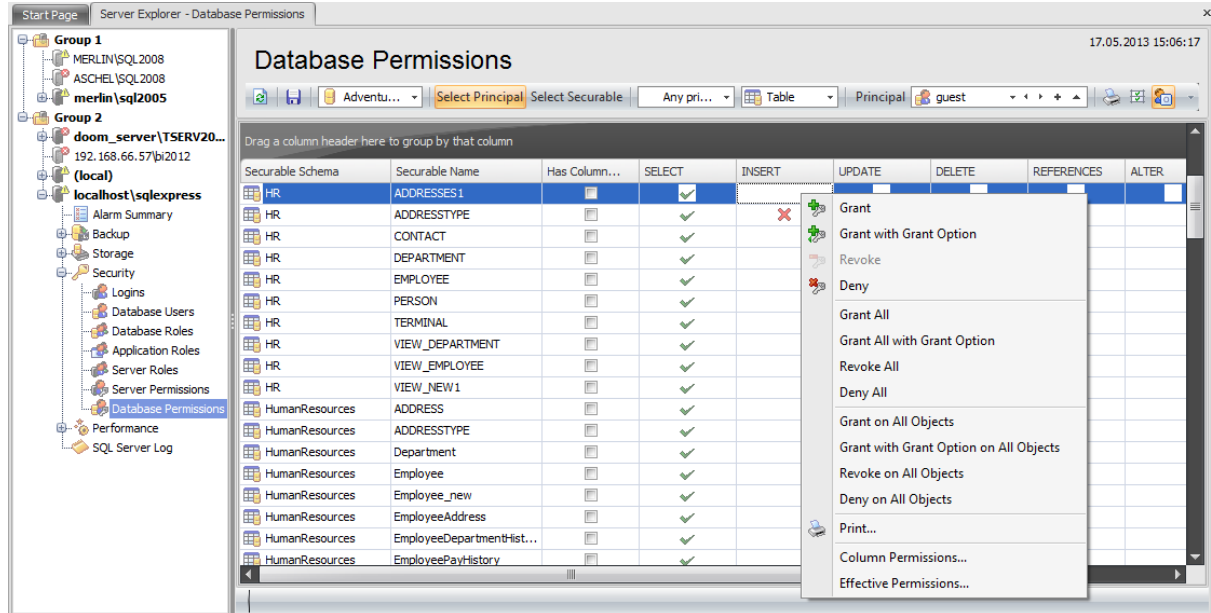 Start Page Server Explorer - Database Permissions
Group 1
MERLIN\SQL2008
ASCHEL\SQL2008
merlin\sql2005
Group 2
doom_server\TSERV20...
192.168.66.57\bi2012
(local)
localhost\sqlexpress
Alarm Summary
Backup
Storage
Security
Logins
Database Users
Database Roles
Application Roles
Server Roles
Server Permissions
Database Permissions
Performance
SQL Server Log
17.05.2013 15:06:17
Database Permissions
Adventu... Select Principal Select Securable Any pri... Table Principal guest
Drag a column header here to group by that column
Securable Schema Securable Name Has Column... SELECT INSERT UPDATE DELETE REFERENCES ALTER
HR ADDRESSES1
HR ADDRESSTYPE
HR CONTACT
HR DEPARTMENT
HR EMPLOYEE
HR PERSON
HR TERMINAL
HR VIEW_DEPARTMENT
HR VIEW_EMPLOYEE
HR VIEW_NEW1
HumanResources ADDRESS
HumanResources ADDRESSTYPE
HumanResources Department
HumanResources Employee
HumanResources Employee_new
HumanResources EmployeeAddress
HumanResources EmployeeDepartmentHist...
HumanResources EmployeePayHistory
Grant
Grant with Grant Option
Revoke
Deny
Grant All
Grant All with Grant Option
Revoke All
Deny All
Grant on All Objects
Grant with Grant Option on All Objects
Revoke on All Objects
Deny on All Objects
Print...
Column Permissions...
Effective Permissions...